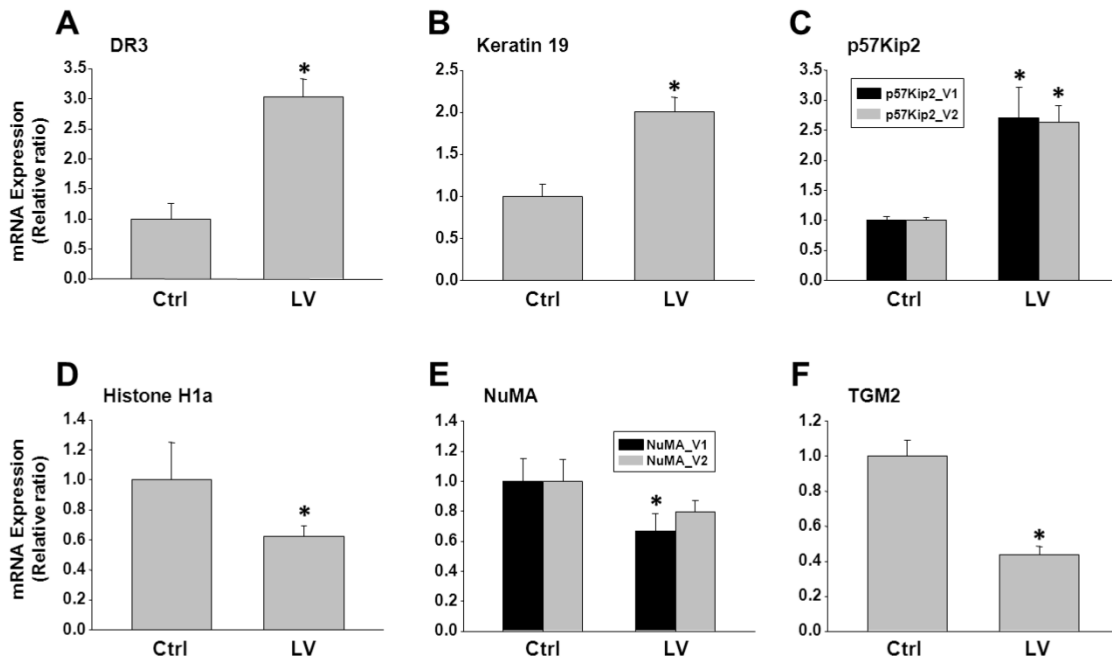 A
DR3
mRNA Expression
(Relative ratio)
3.5
3.0
2.5
2.0
1.5
1.0
0.5
0.0
*
Ctrl
LV
B
Keratin 19
2.5
2.0
1.5
1.0
0.5
0.0
*
Ctrl
LV
C
p57Kip2
3.5
3.0
2.5
2.0
1.5
1.0
0.5
0.0
p57Kip2_V1
p57Kip2_V2
*
*
Ctrl
LV
D
Histone H1a
mRNA Expression
(Relative ratio)
1.4
1.2
1.0
0.8
0.6
0.4
0.2
0.0
*
Ctrl
LV
E
NuMA
1.4
1.2
1.0
0.8
0.6
0.4
0.2
0.0
NuMA_V1
NuMA_V2
*
Ctrl
LV
F
TGM2
1.2
1.0
0.8
0.6
0.4
0.2
0.0
*
Ctrl
LV